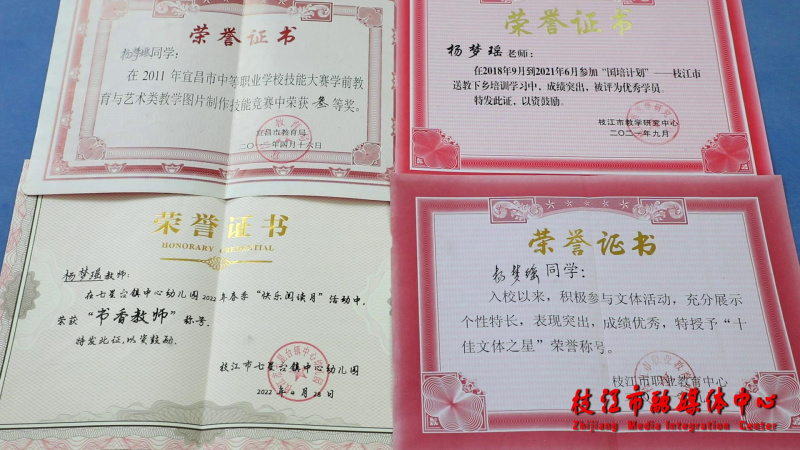 荣誉证书
杨梦瑶同学：
在2011年宜昌市中等职业学校技能大赛学前教
育与艺术类教学图片制作技能竞赛中荣获 叁 等奖。
宜昌市教育局
荣誉证书
杨梦瑶 老师：
在2018年9月到2021年6月参加“国培计划”——枝江市
送教下乡培训学习中，成绩突出，被评为优秀学员。
特发此证，以资鼓励。
枝江市教学研究中心
二〇二一年九月
荣誉证书
HONORARY CREDENTIAL
杨梦瑶教师：
在七星台镇中心幼儿园2022年春季“快乐阅读月”活动中，
荣获“书香教师”称号。
特发此证，以资鼓励。
枝江市七星台镇中心幼儿园
2022年4月28日
荣誉证书
杨梦瑶同学：
入校以来，积极参与文体活动，充分展示
个性特长，表现突出，成绩优秀，特授予“十
佳文体之星”荣誉称号。
枝江市职业教育中心
枝江市融媒体中心
Zhijiang Media Integration Center